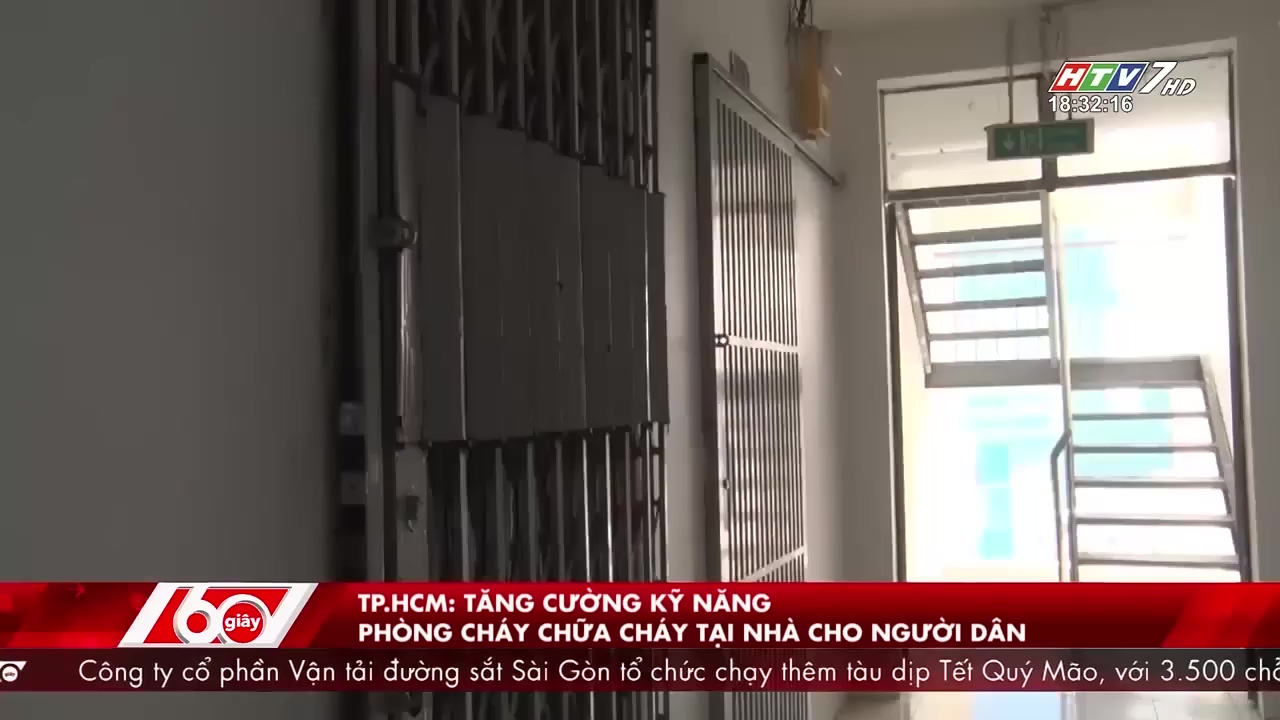 HTV7 HD
18:32:16
60 giây
TP.HCM: TĂNG CƯỜNG KỸ NĂNG
PHÒNG CHÁY CHỮA CHÁY TẠI NHÀ CHO NGƯỜI DÂN
Công ty cổ phần Vận tải đường sắt Sài Gòn tổ chức chạy thêm tàu dịp Tết Quý Mão, với 3.500